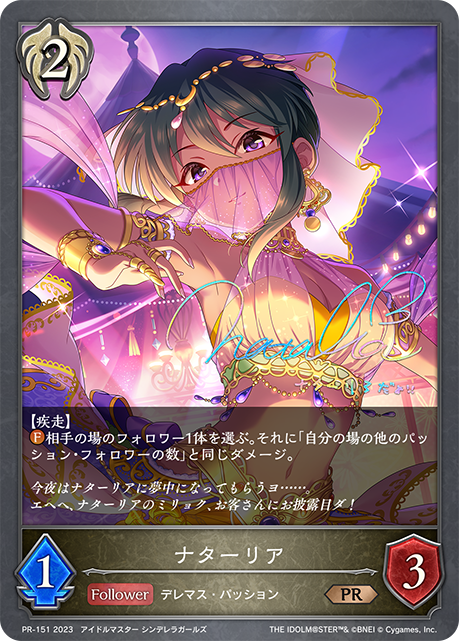 2
Natalia
【疾走】
F 相手の場のフォロワー1体を選ぶ。それに「自分の場の他のパッ
ション・フォロワーの数」と同じダメージ。
今夜はナターリアに夢中になってもらうヨ……
エヘヘ、ナターリアのミリョク、お客さんにお披露目ダ！
ナターリア
1
Follower
デレマス・パッション
PR
3
PR-151 2023 アイドルマスター シンデレラガールズ
THE IDOLM@STER™& ©BNEI © Cygames, Inc.